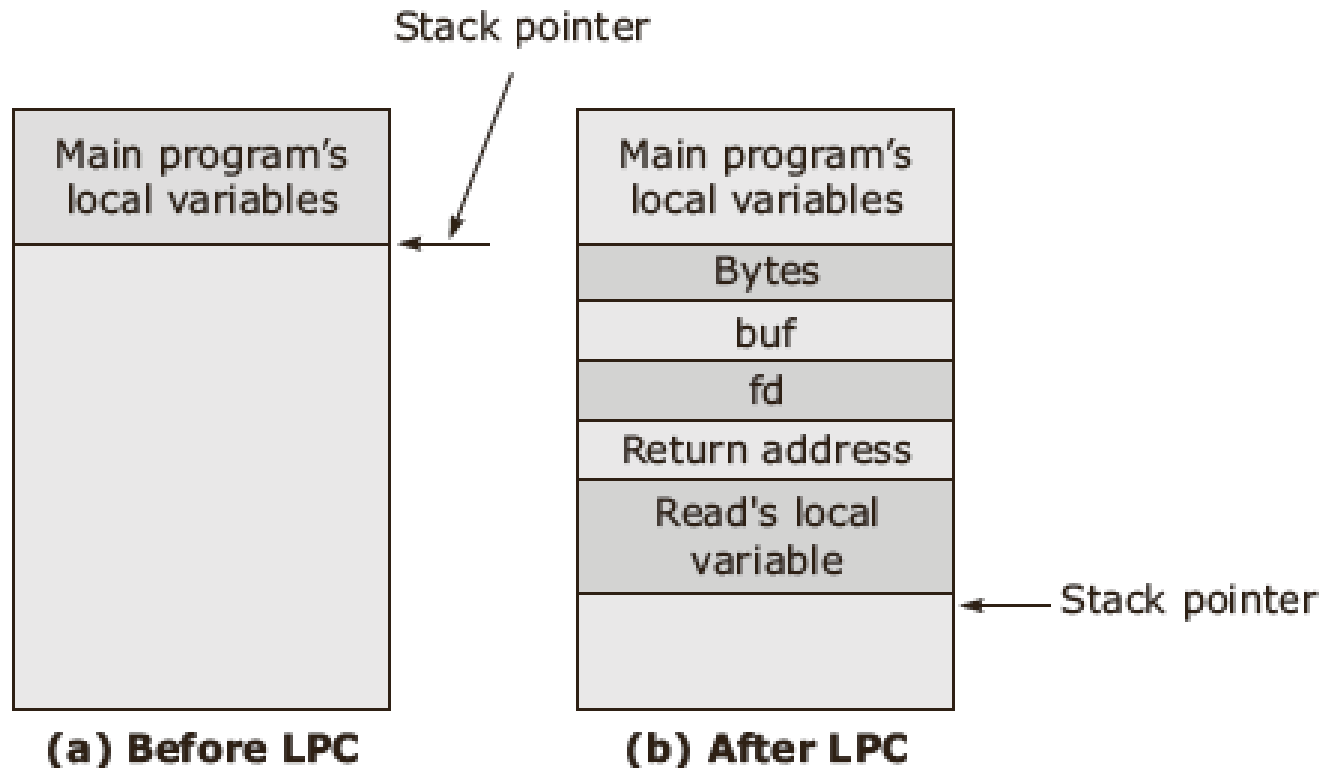 Stack pointer
Main program's
local variables
(a) Before LPC
Main program's
local variables
Bytes
buf
fd
Return address
Read's local
variable
Stack pointer
(b) After LPC